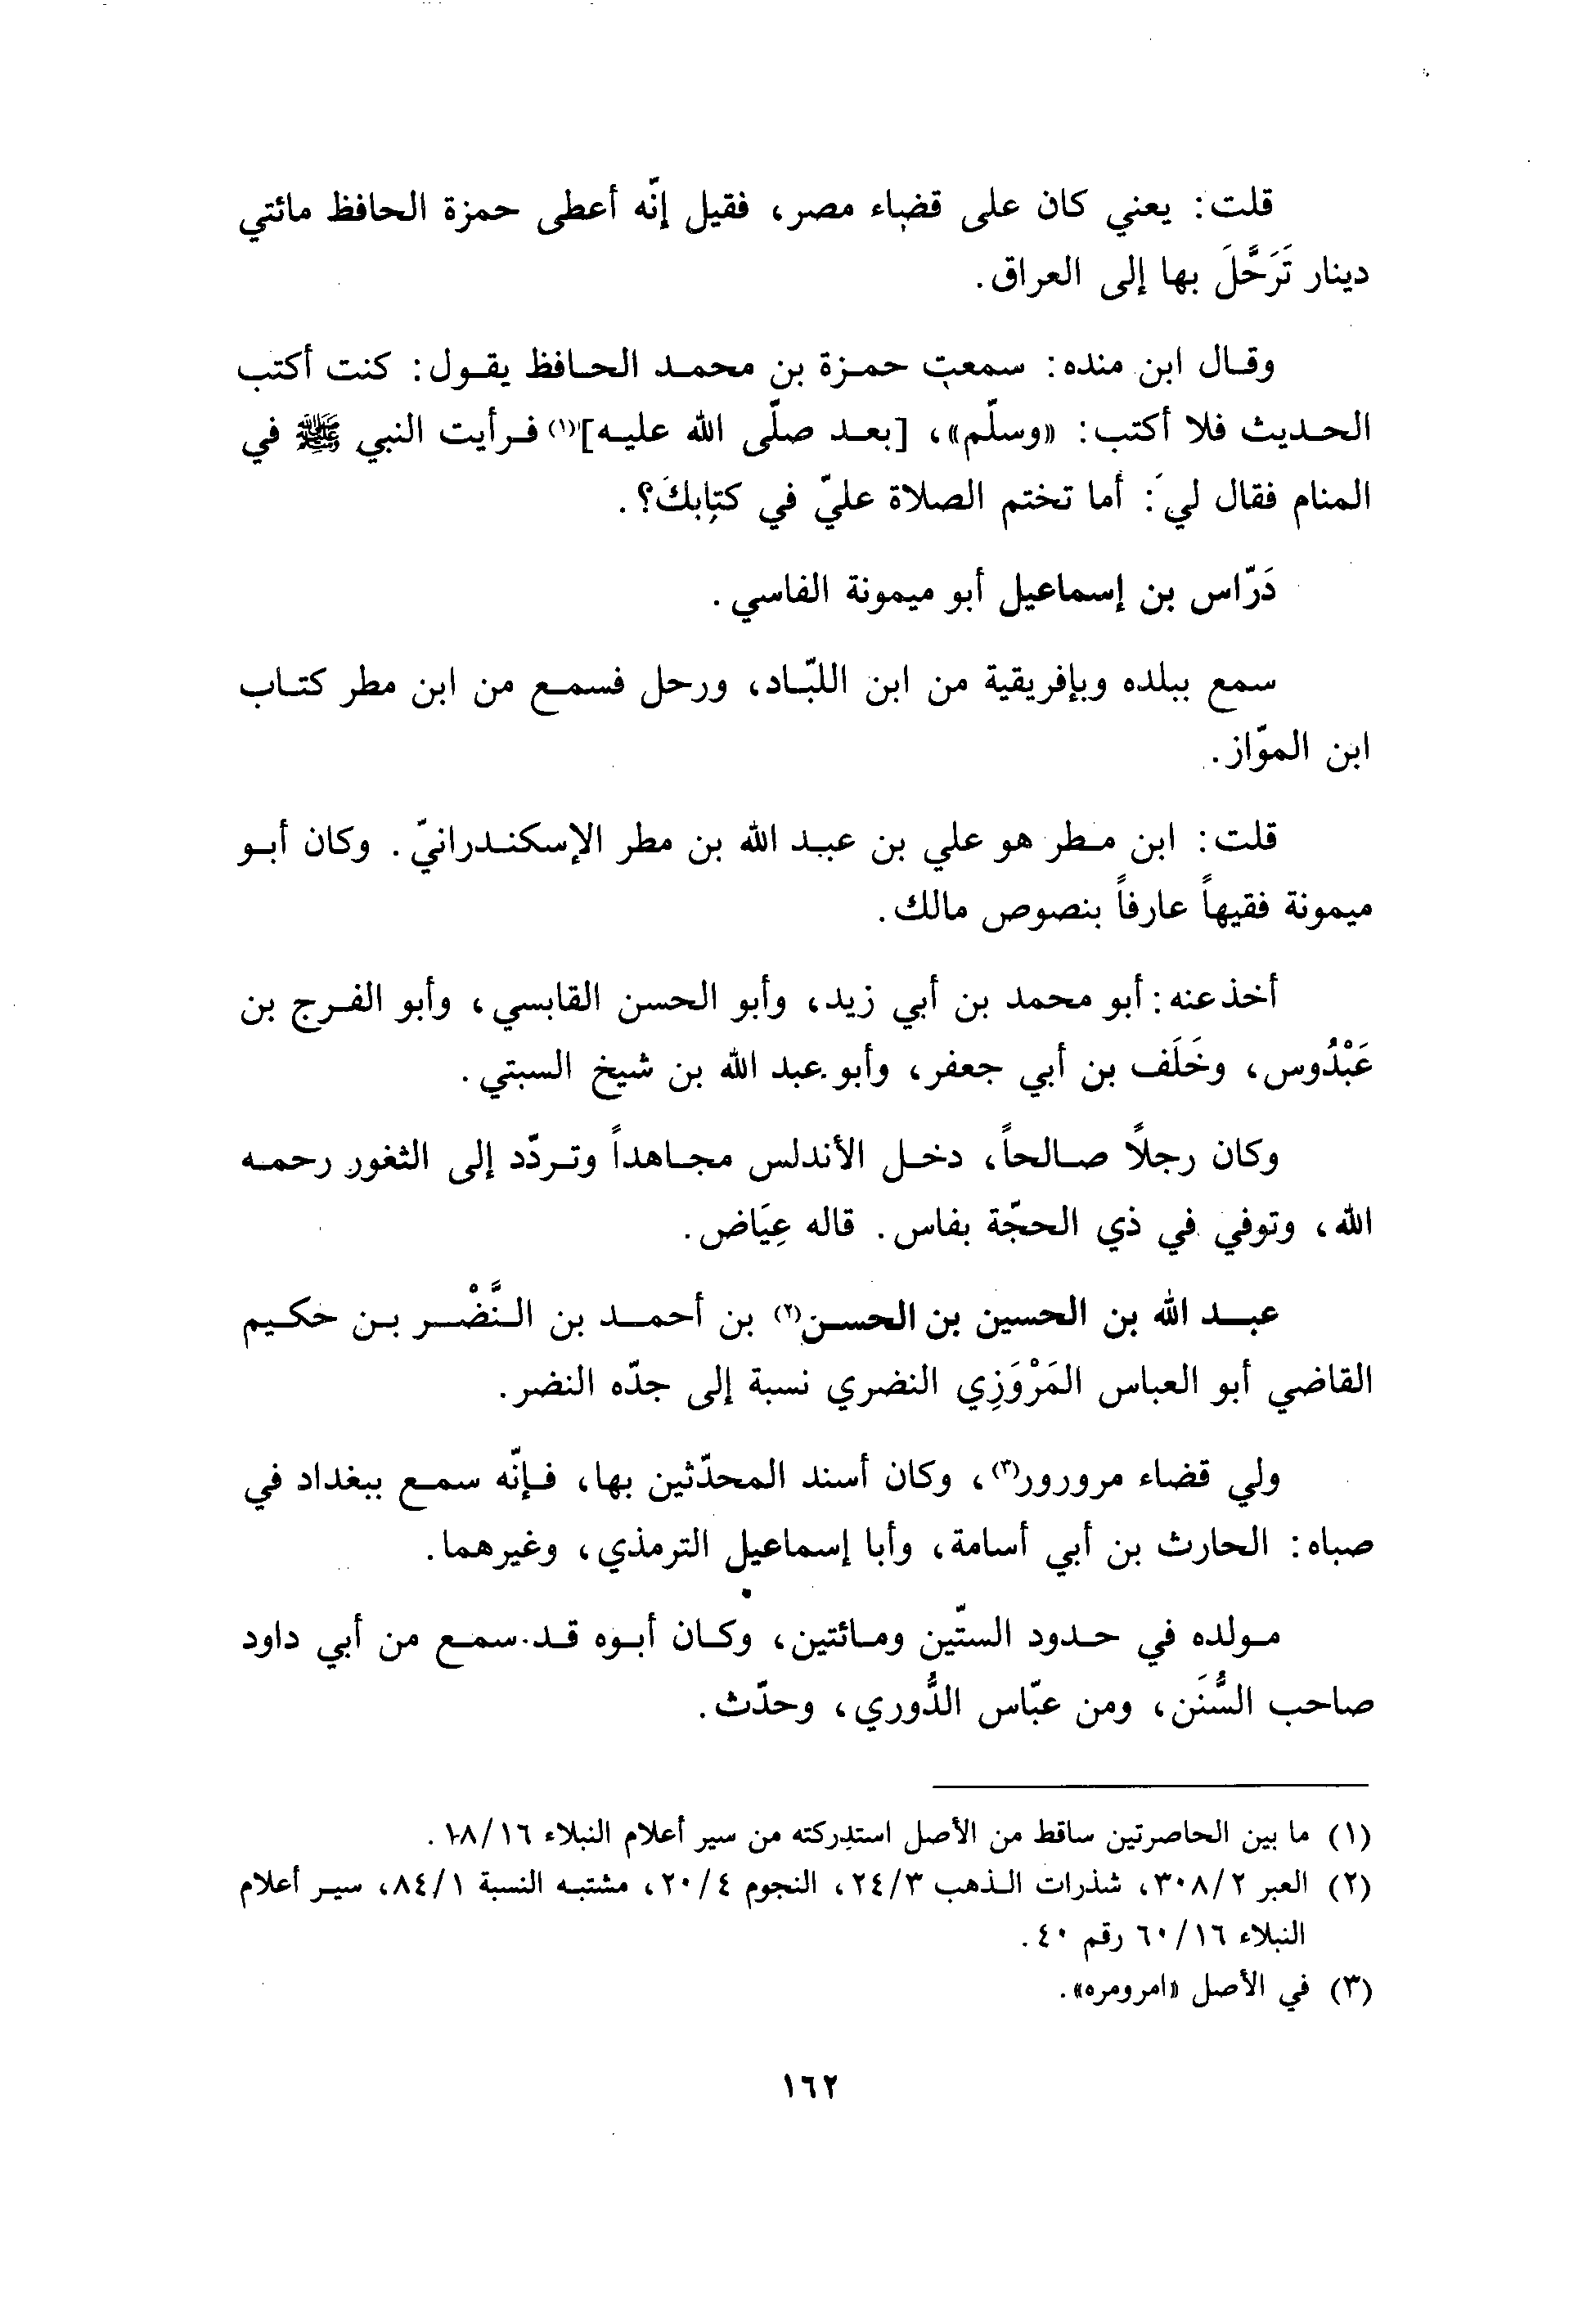 قلت: يعني كان على قضاء مصر، فقيل إنّه أعطى حمزة الحافظ مائتي
دينار تَرَحَّلَ بها إلى العراق.
وقال ابن منده: سمعت حمزة بن محمد الحافظ يقول: كنت أكتب
الحديث فلا أكتب: «وسلّم»، [بعد صلّى الله عليه](١) فرأيت النبي ﷺ في
المنام فقال لي: أما تختم الصلاة عليّ في كتابك؟.
دَرّاس بن إسماعيل أبو ميمونة الفاسي.
سمع ببلده وبإفريقية من ابن اللبّاد، ورحل فسمع من ابن مطر كتاب
ابن الموّاز.
قلت: ابن مطر هو علي بن عبد الله بن مطر الإسكندرانيّ. وكان أبو
ميمونة فقيهاً عارفاً بنصوص مالك.
أخذ عنه: أبو محمد بن أبي زيد، وأبو الحسن القابسي، وأبو الفرج بن
عَبْدُوس، وخَلَف بن أبي جعفر، وأبو عبد الله بن شيخ السبتي.
وكان رجلاً صالحاً، دخل الأندلس مجاهداً وتردّد إلى الثغور رحمه
الله، وتوفي في ذي الحجّة بفاس. قاله عِيَاض.
عبد الله بن الحسين بن الحسن(٢) بن أحمد بن النَّضْر بن حكيم
القاضي أبو العباس المَرْوَزِي النضري نسبة إلى جدّه النضر.
ولي قضاء مرورور(٣)، وكان أسند المحدّثين بها، فإنّه سمع ببغداد في
صباه: الحارث بن أبي أسامة، وأبا إسماعيل الترمذي، وغيرهما.
مولده في حدود الستّين ومائتين، وكان أبوه قد سمع من أبي داود
صاحب السُّنَن، ومن عبّاس الدُّوري، وحدّث.
(١) ما بين الحاصرتين ساقط من الأصل استدركته من سير أعلام النبلاء ١٨/١٦.
(٢) العبر ٣٠٨/٢، شذرات الذهب ٢٤/٣، النجوم ٢٠/٤، مشتبه النسبة ٨٤/١، سير أعلام
النبلاء ٦٠/١٦ رقم ٤٠.
(٣) في الأصل «امرومره».
١٦٢